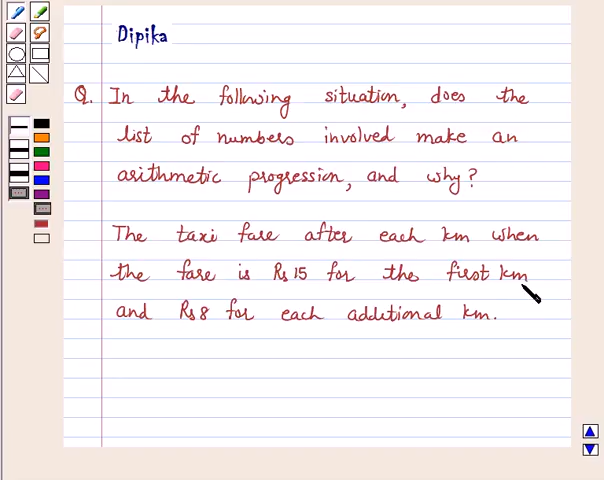 Dipika
Q. In the following situation, does the
list of numbers involved make an
arithmetic progression, and why?
The taxi fare after each km when
the fare is Rs 15 for the first km
and Rs 8 for each additional km.